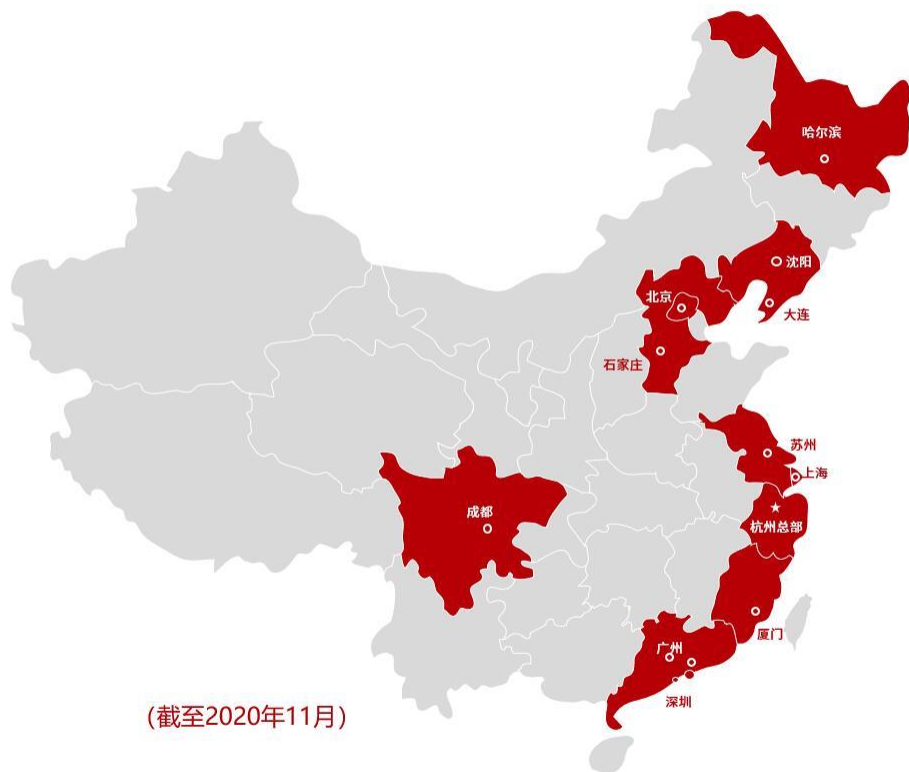 哈尔滨
沈阳
北京
大连
石家庄
苏州
上海
成都
杭州总部
厦门
广州
深圳
(截至2020年11月)